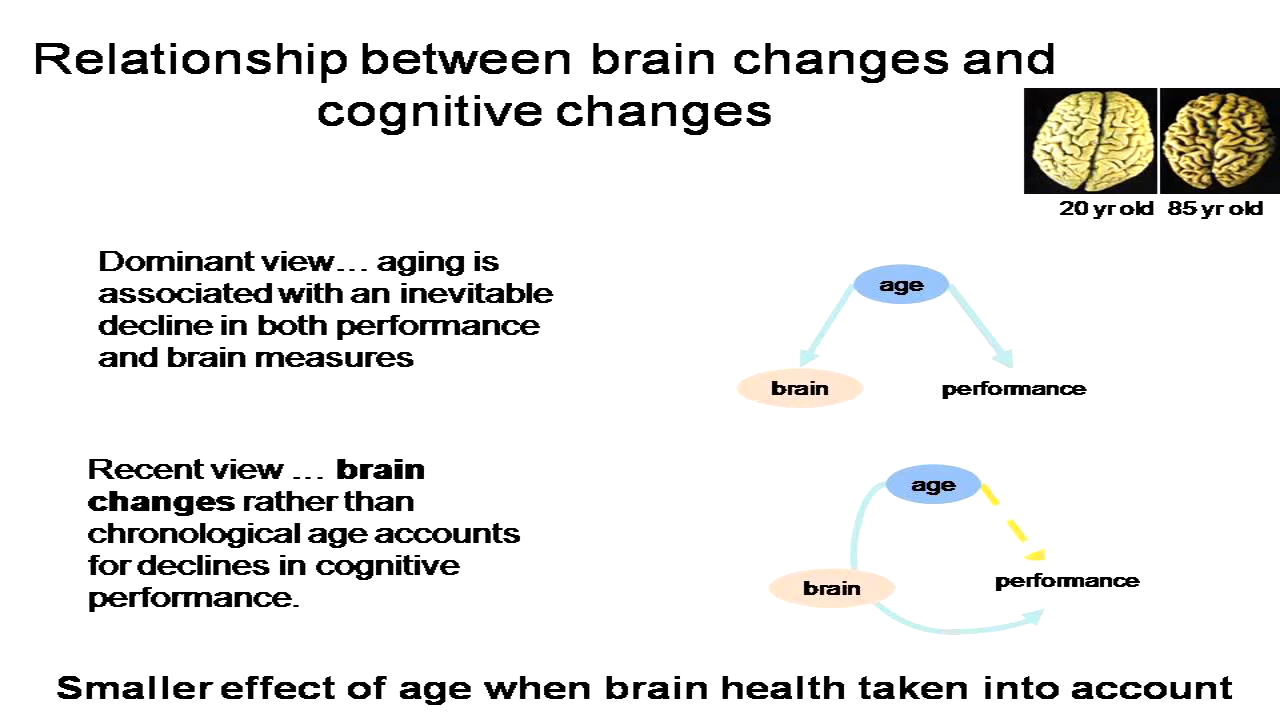 Relationship between brain changes and
cognitive changes
20 yr old 85 yr old
Dominant view… aging is
associated with an inevitable
decline in both performance
and brain measures
age
brain
performance
Recent view … brain
changes rather than
chronological age accounts
for declines in cognitive
performance.
age
brain
performance
Smaller effect of age when brain health taken into account